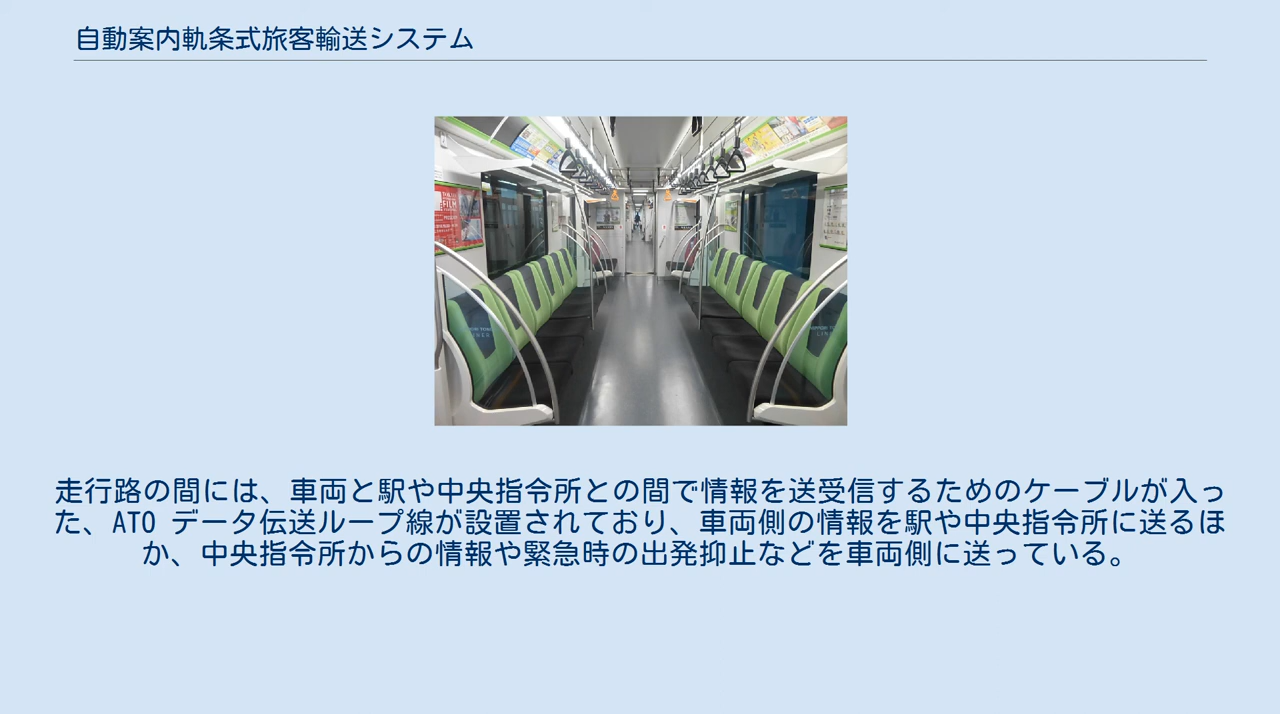 自動案内軌条式旅客輸送システム
走行路の間には、車両と駅や中央指令所との間で情報を送受信するためのケーブルが入っ
た、ATO データ伝送ループ線が設置されており、車両側の情報を駅や中央指令所に送るほ
か、中央指令所からの情報や緊急時の出発抑止などを車両側に送っている。